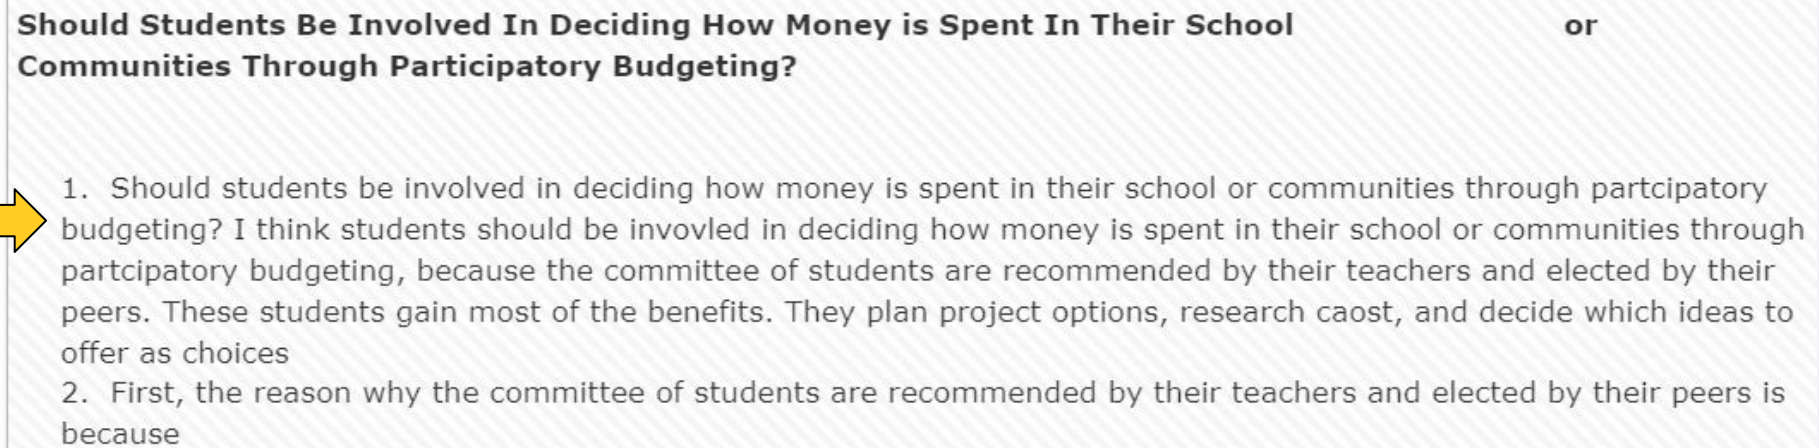 Should Students Be Involved In Deciding How Money is Spent In Their School or
Communities Through Participatory Budgeting?
1. Should students be involved in deciding how money is spent in their school or communities through partcipatory
budgeting? I think students should be invovled in deciding how money is spent in their school or communities through
partcipatory budgeting, because the committee of students are recommended by their teachers and elected by their
peers. These students gain most of the benefits. They plan project options, research caost, and decide which ideas to
offer as choices
2. First, the reason why the committee of students are recommended by their teachers and elected by their peers is
because